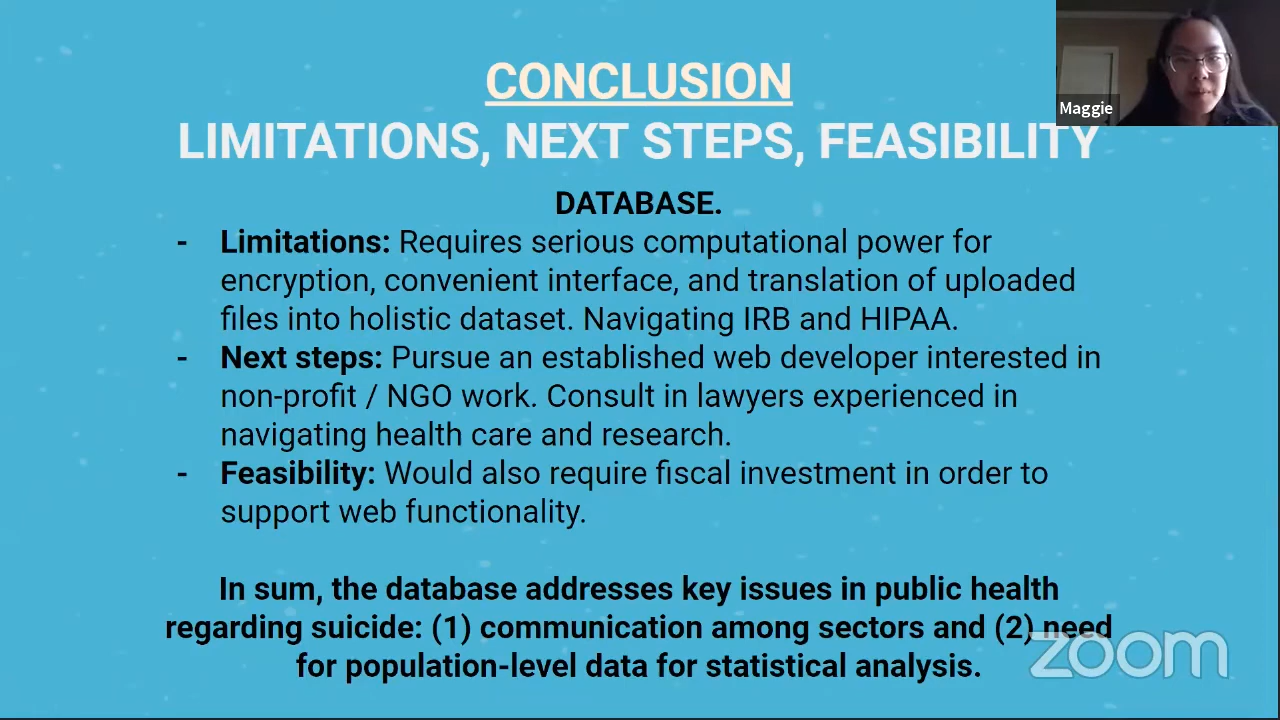 CONCLUSION
Maggie
LIMITATIONS, NEXT STEPS, FEASIBILITY
DATABASE.
- Limitations: Requires serious computational power for
encryption, convenient interface, and translation of uploaded
files into holistic dataset. Navigating IRB and HIPAA.
- Next steps: Pursue an established web developer interested in
non-profit / NGO work. Consult in lawyers experienced in
navigating health care and research.
- Feasibility: Would also require fiscal investment in order to
support web functionality.
In sum, the database addresses key issues in public health
regarding suicide: (1) communication among sectors and (2) need
for population-level data for statistical analysis.
zoom